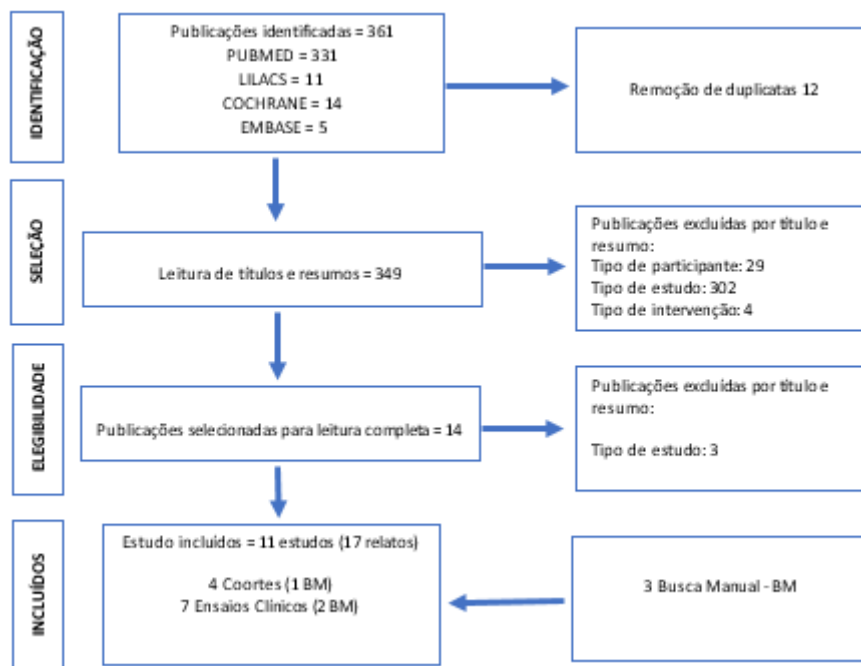 IDENTIFICAÇÃO
Publicações identificadas = 361
PUBMED = 331
LILACS = 11
COCHRANE = 14
EMBASE = 5
Remoção de duplicatas 12
SELEÇÃO
Leitura de títulos e resumos = 349
Publicações excluídas por título e
resumo:
Tipo de participante: 29
Tipo de estudo: 302
Tipo de intervenção: 4
ELEGIBILIDADE
Publicações selecionadas para leitura completa = 14
Publicações excluídas por título e
resumo:
Tipo de estudo: 3
INCLUÍDOS
Estudo incluídos = 11 estudos (17 relatos)
4 Coortes (1 BM)
7 Ensaios Clínicos (2 BM)
3 Busca Manual - BM